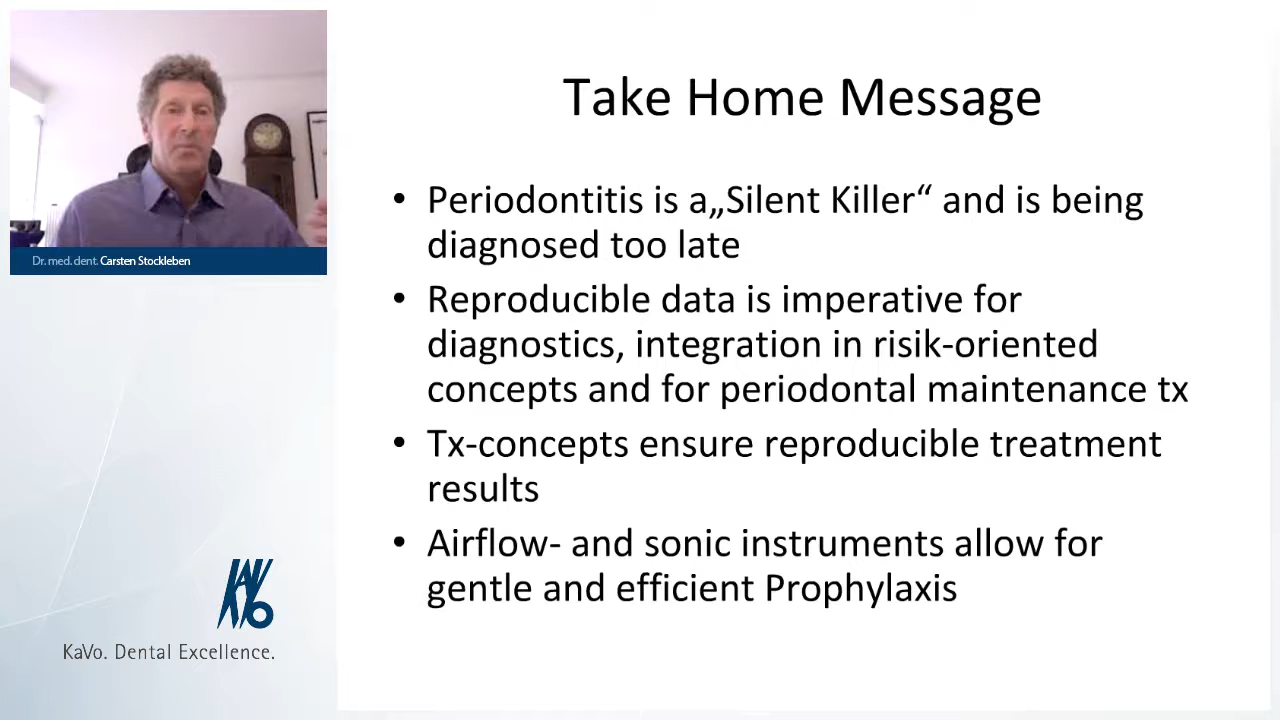 Take Home Message
• Periodontitis is a„Silent Killer“ and is being
diagnosed too late
• Reproducible data is imperative for
diagnostics, integration in risik-oriented
concepts and for periodontal maintenance tx
• Tx-concepts ensure reproducible treatment
results
• Airflow- and sonic instruments allow for
gentle and efficient Prophylaxis
Dr. med. dent. Carsten Stockleben
KAVO
KaVo. Dental Excellence.